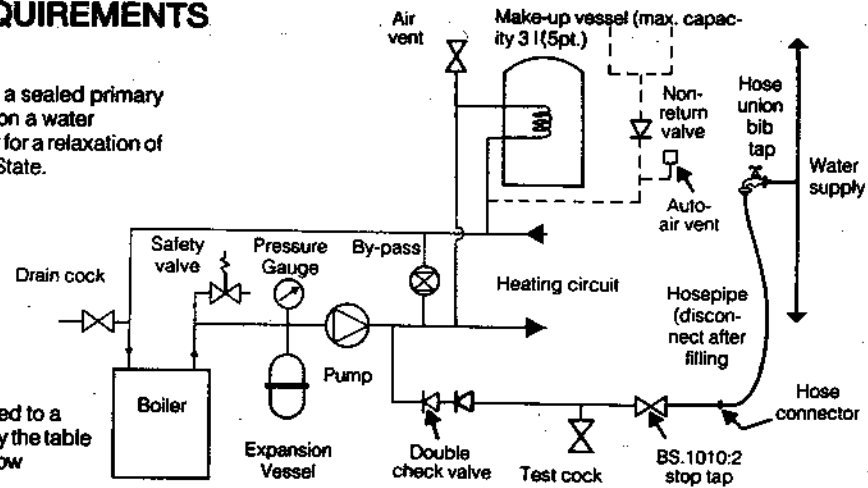 QUIREMENTS
a sealed primary
on a water
for a relaxation of
State.
ed to a
y the table
ow
Air
vent
Make-up vessel (max. capac-
ity 3 l (5pt.)
Non-
return
valve
Hose
union
bib
tap
Water
supply
Auto-
air vent
Safety
valve
Pressure
Gauge
By-pass
Drain cock
Heating circuit
Hosepipe
(discon-
nect after
filling
Pump
Boiler
Expansion
Vessel
Double
check valve
Test cock
BS.1010:2
stop tap
Hose
connector